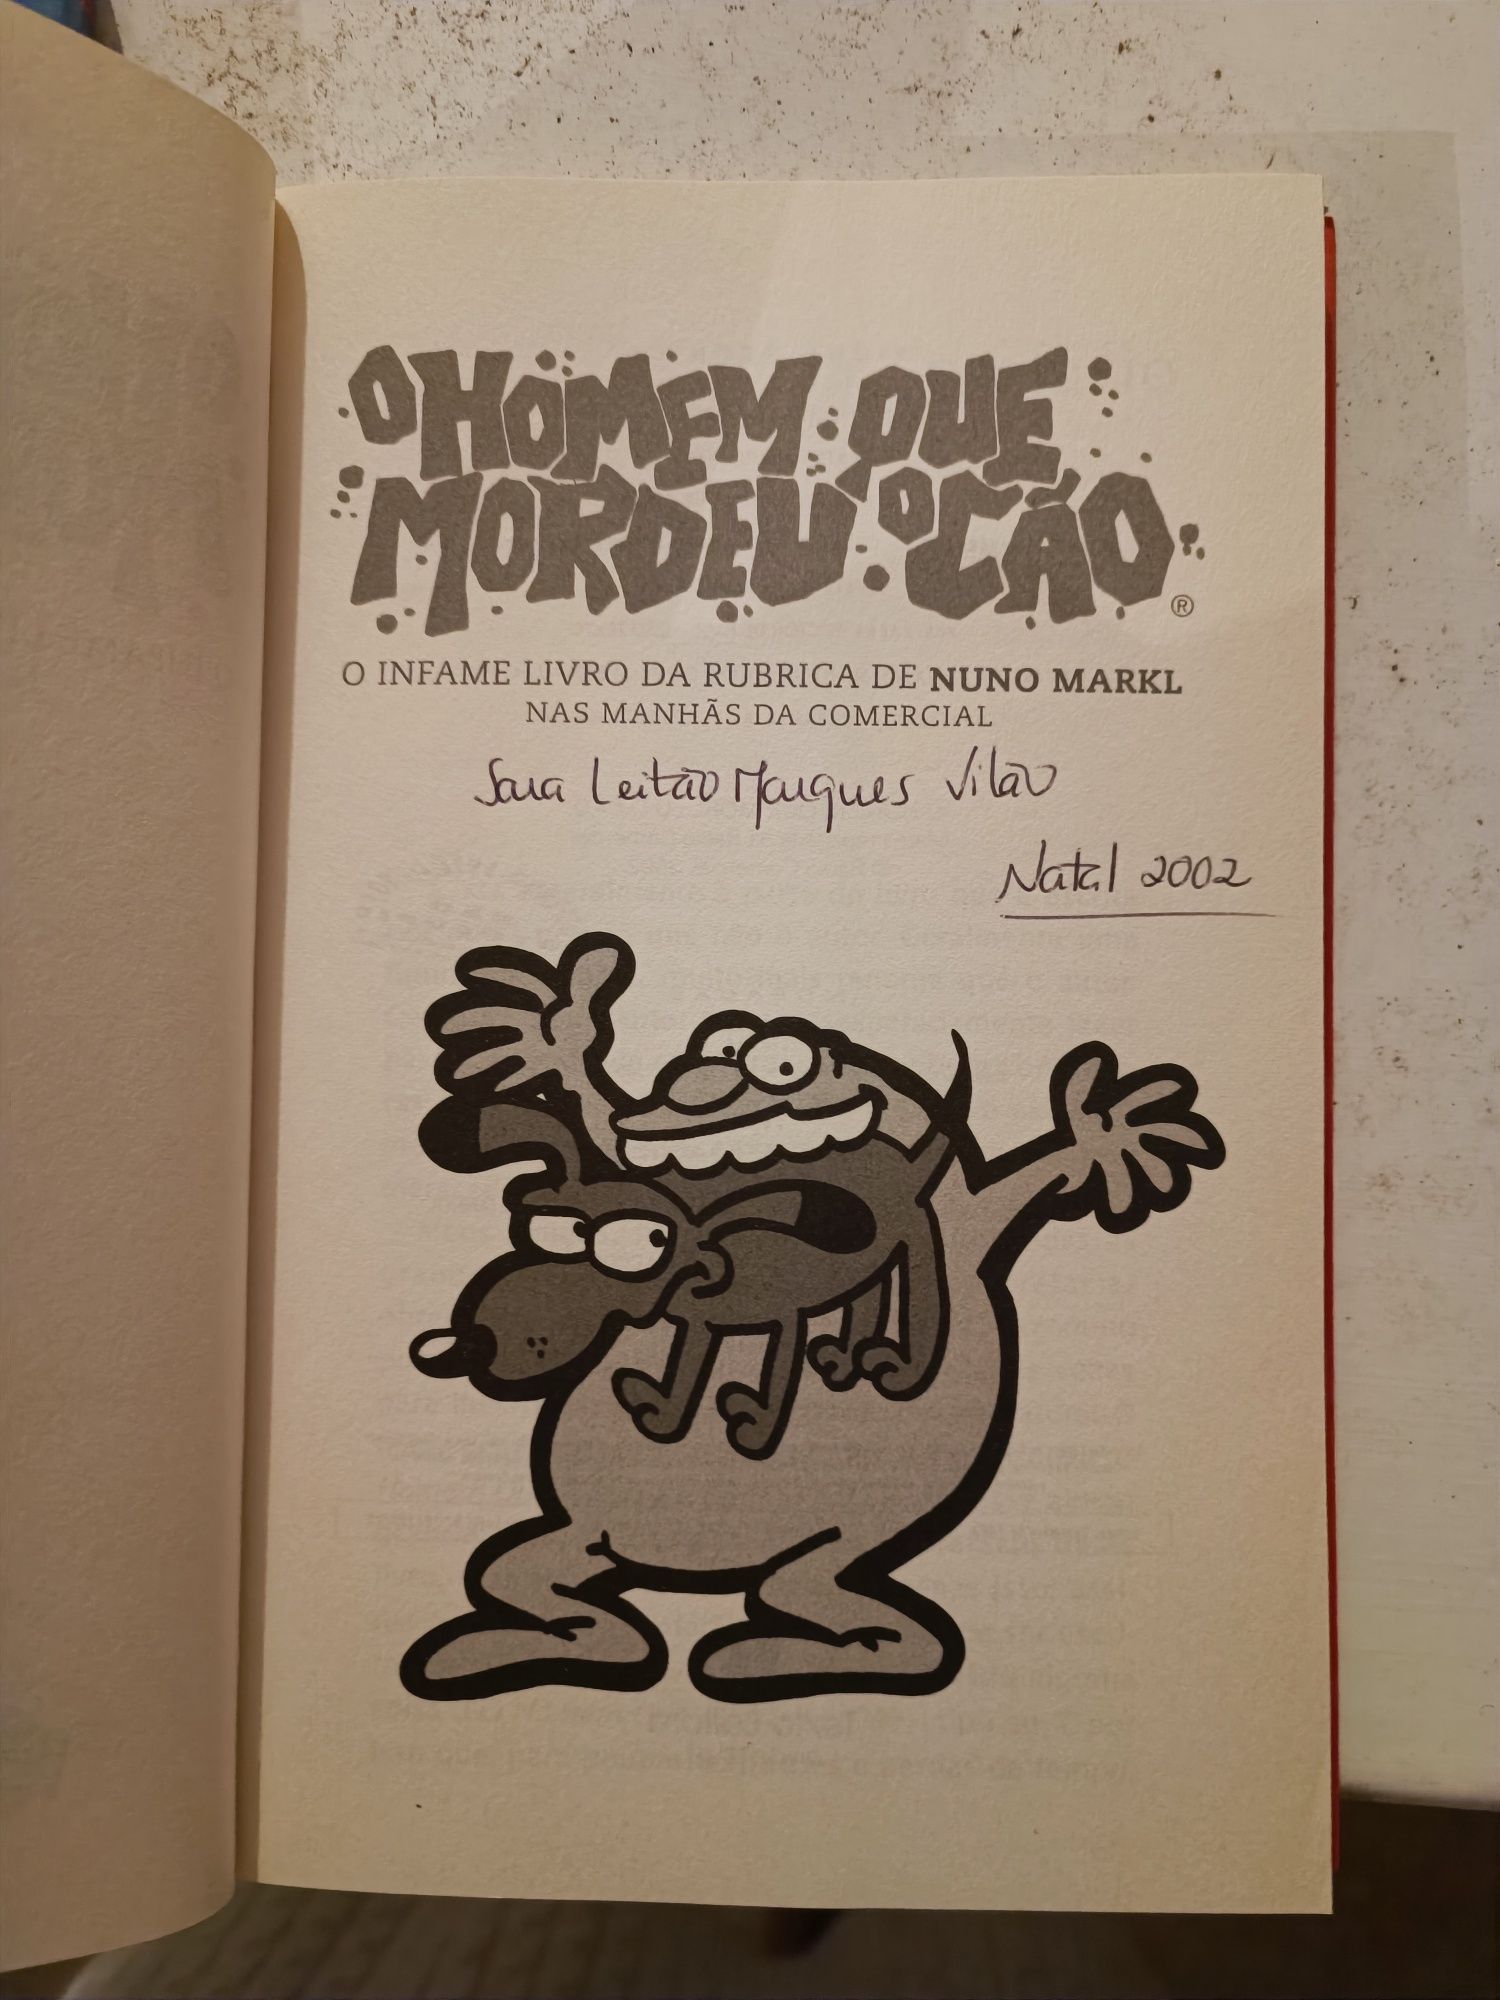 O HOMEM QUE
MORDEU O CÃO
®
O INFAME LIVRO DA RUBRICA DE NUNO MARKL
NAS MANHÃS DA COMERCIAL
Sara Leitão Marques Vilão
Natal 2002